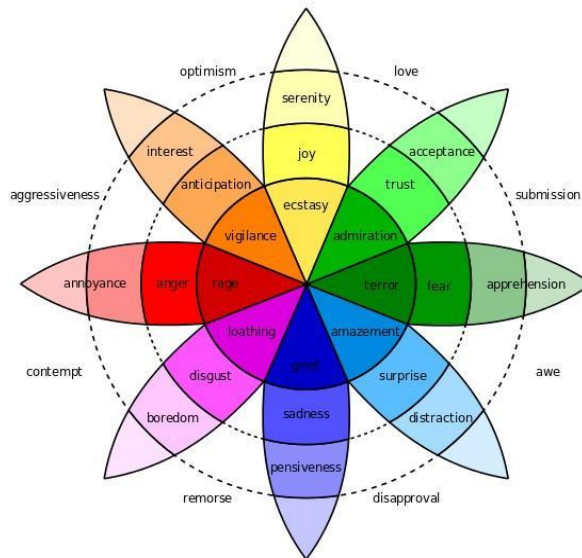 optimism
love
serenity
interest
acceptance
joy
anticipation
trust
aggressiveness
submission
ecstasy
vigilance
admiration
annoyance
anger
rage
terror
fear
apprehension
loathing
amazement
grief
contempt
disgust
surprise
awe
boredom
sadness
distraction
pensiveness
remorse
disapproval